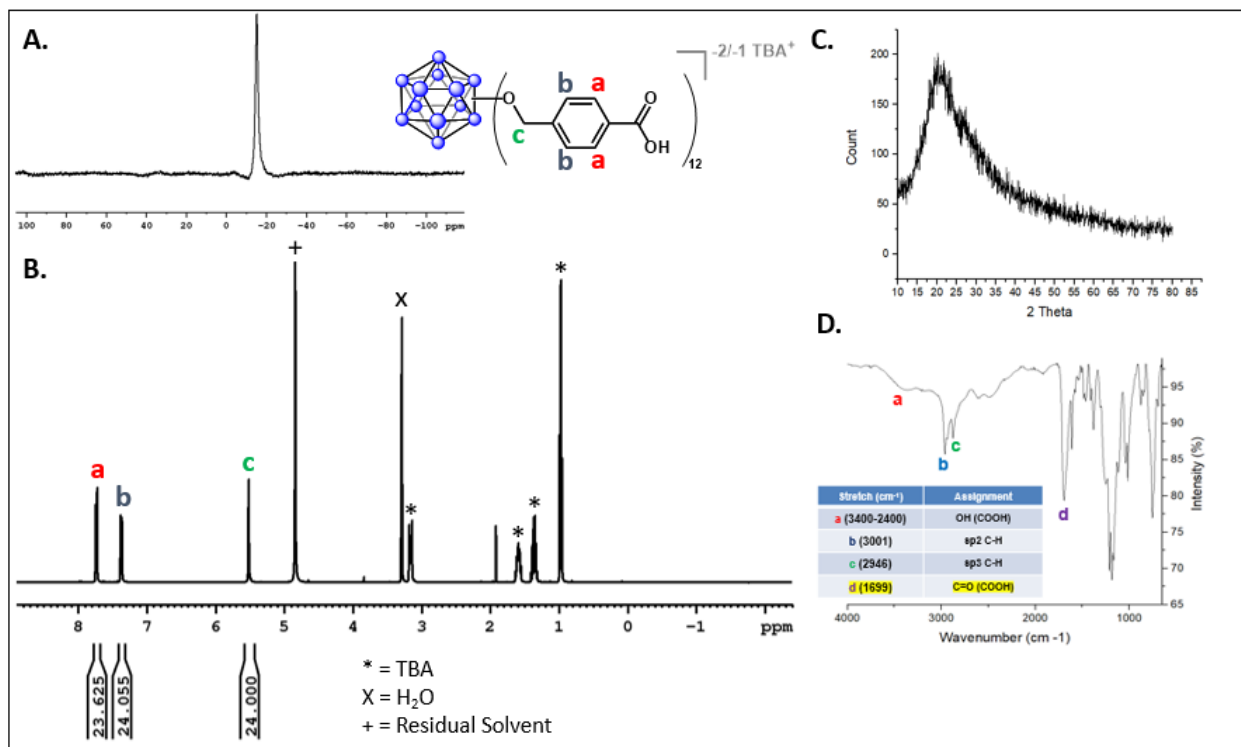 A.
100 80 60 40 20 0 -20 -40 -60 -80 -100 ppm
-2/-1 TBA⁺
b a
O O
c OH
b a
12
B.
a b c + X * * * *
8 7 6 5 4 3 2 1 0 -1 ppm
23.625
24.055
24.000
* = TBA
X = H₂O
+ = Residual Solvent
C.
200
150
100
50
0
Count
10 15 20 25 30 35 40 45 50 55 60 65 70 75 80 85
2 Theta
D.
a
b
c
d
95
90
85
80
75
70
65
Intensity (%)
Stretch (cm⁻¹) Assignment
a (3400-2400) OH (COOH)
b (3001) sp2 C-H
c (2946) sp3 C-H
d (1699) C=O (COOH)
4000 3000 2000 1000
Wavenumber (cm -1)